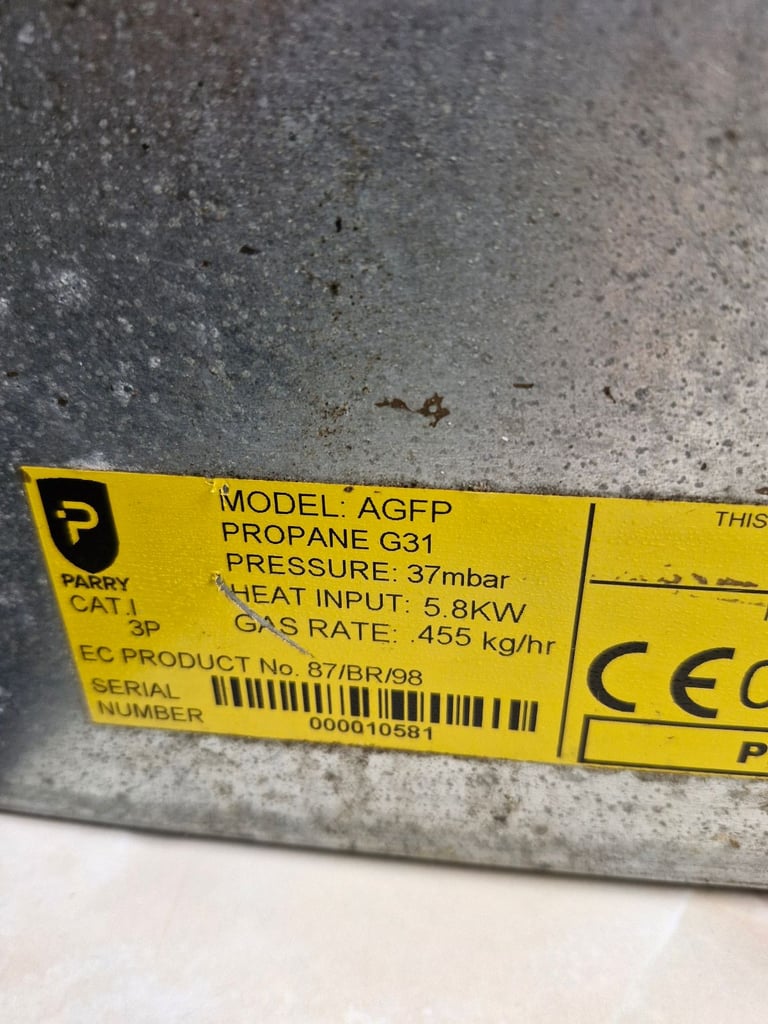 PARRY
CAT.I
3P
MODEL: AGFP
PROPANE G31
PRESSURE: 37mbar
HEAT INPUT: 5.8KW
GAS RATE: .455 kg/hr
EC PRODUCT No. 87/BR/98
SERIAL
NUMBER
000010581
THIS
CE
P